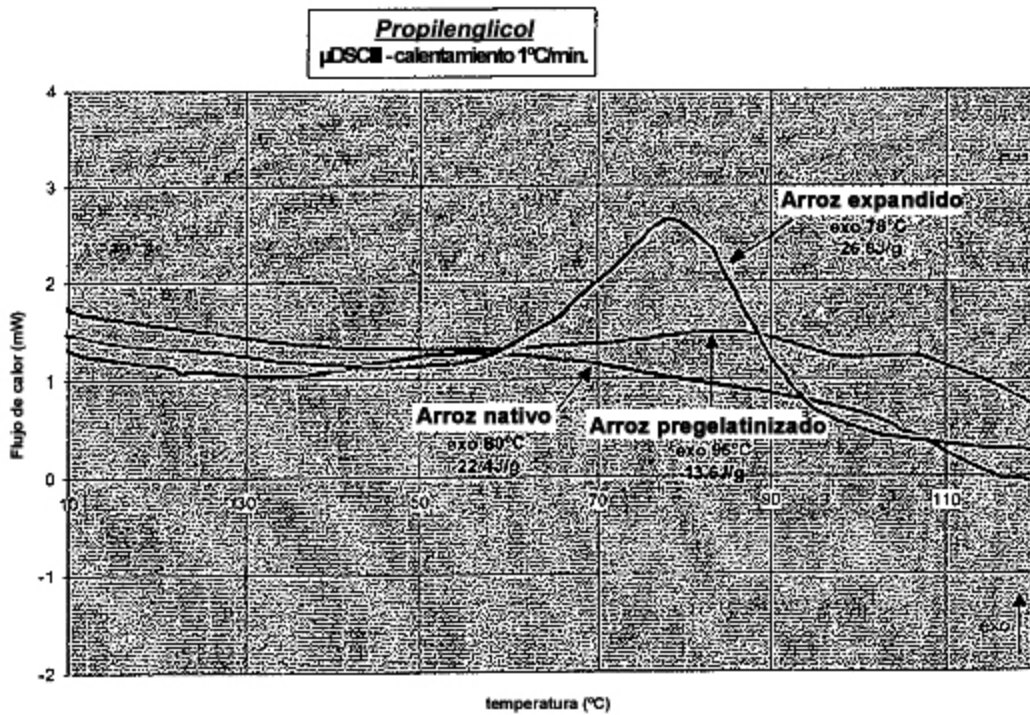 Propilenglicol
µDSCIII - calentamiento 1ºC/min.
4
3
2
1
0
-1
-2
Flujo de calor (mW)
10
30
50
70
90
110
Arroz expandido
exo 78°C
26.6J/g
Arroz nativo
exo 80°C
22.4J/g
Arroz pregelatinizado
exo
13.6J/g
exo
temperatura (ºC)